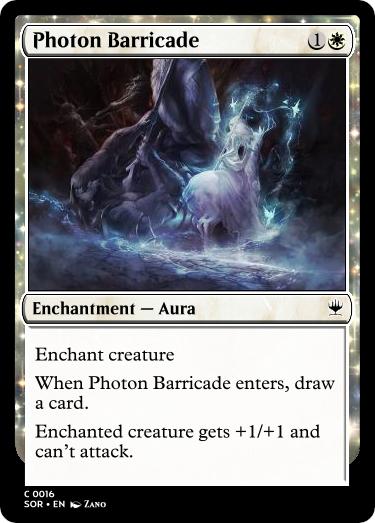 Photon Barricade 1
Enchantment — Aura
Enchant creature
When Photon Barricade enters, draw
a card.
Enchanted creature gets +1/+1 and
can't attack.
C 0016
SOR • EN Zano